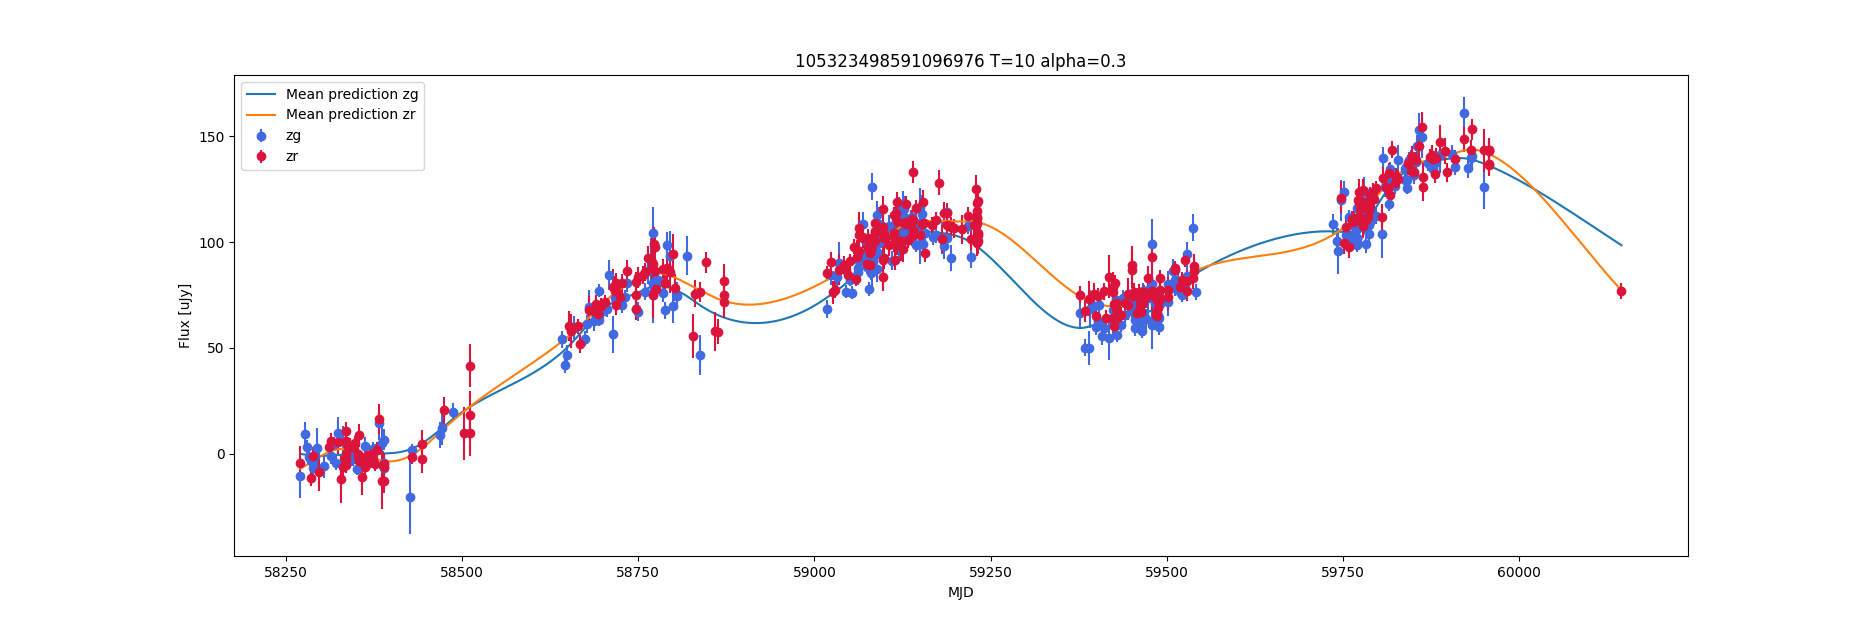 105323498591096976 T=10 alpha=0.3
Mean prediction zg
Mean prediction zr
zg
zr
150
100
50
0
Flux [uJy]
58250 58500 58750 59000 59250 59500 59750 60000
MJD